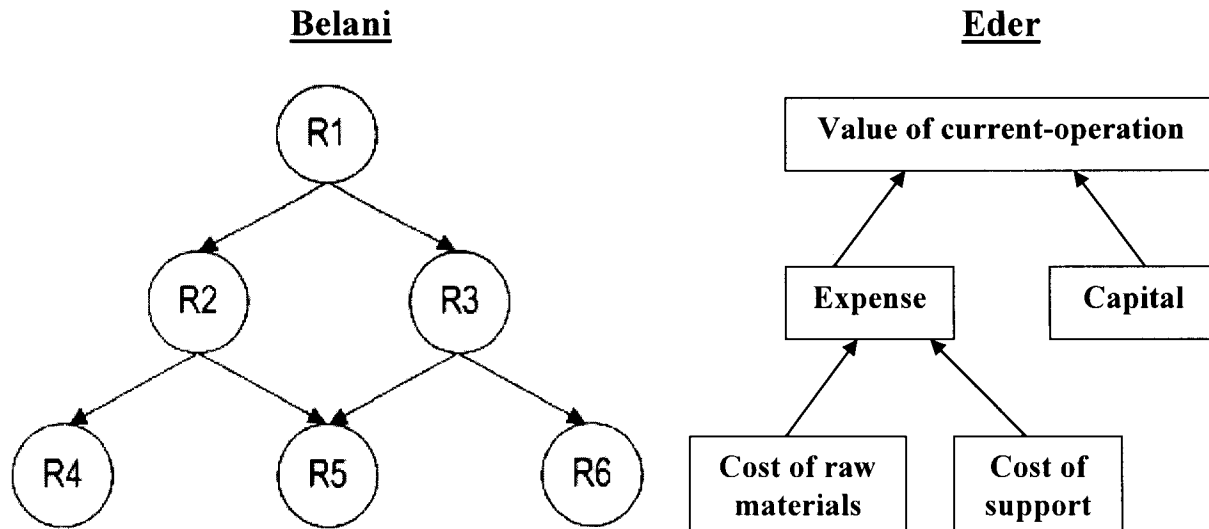 Belani
Eder
R1
Value of current-operation
R2
R3
Expense
Capital
R4
R5
R6
Cost of raw
materials
Cost of
support